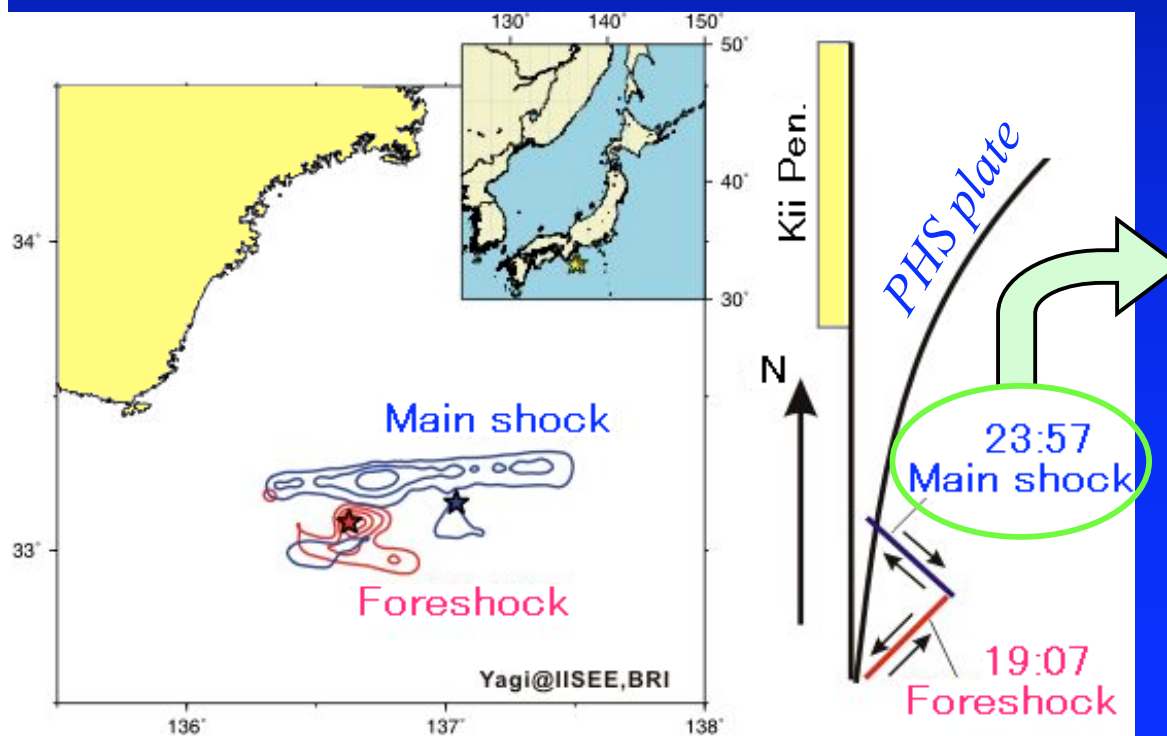 130° 140° 150°
50°
40°
30°
34°
33°
136° 137° 138°
Main shock
Foreshock
Yagi@IISEE,BRI
Kii Pen.
PHS plate
N
23:57
Main shock
19:07
Foreshock